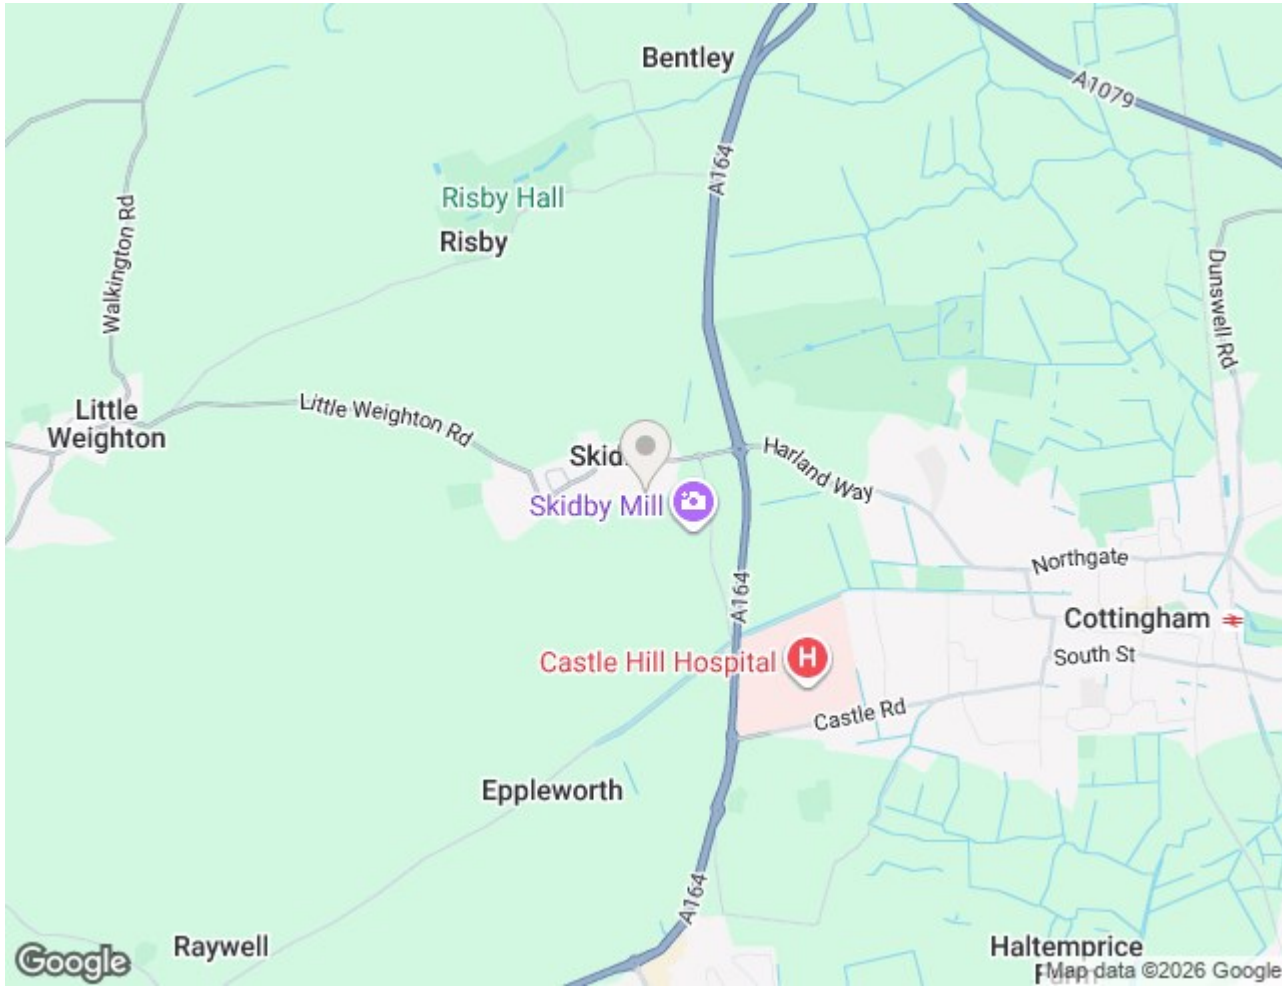 Bentley
A1079
A164
Risby Hall
Risby
Walkington Rd
Dunswell Rd
Little
Weighton
Little Weighton Rd
Harland Way
Skidby Mill
Northgate
A164
Cottingham
South St
Castle Hill Hospital
H
Castle Rd
Eppleworth
A164
Raywell
Haltemprice
Google
Map data ©2026 Google